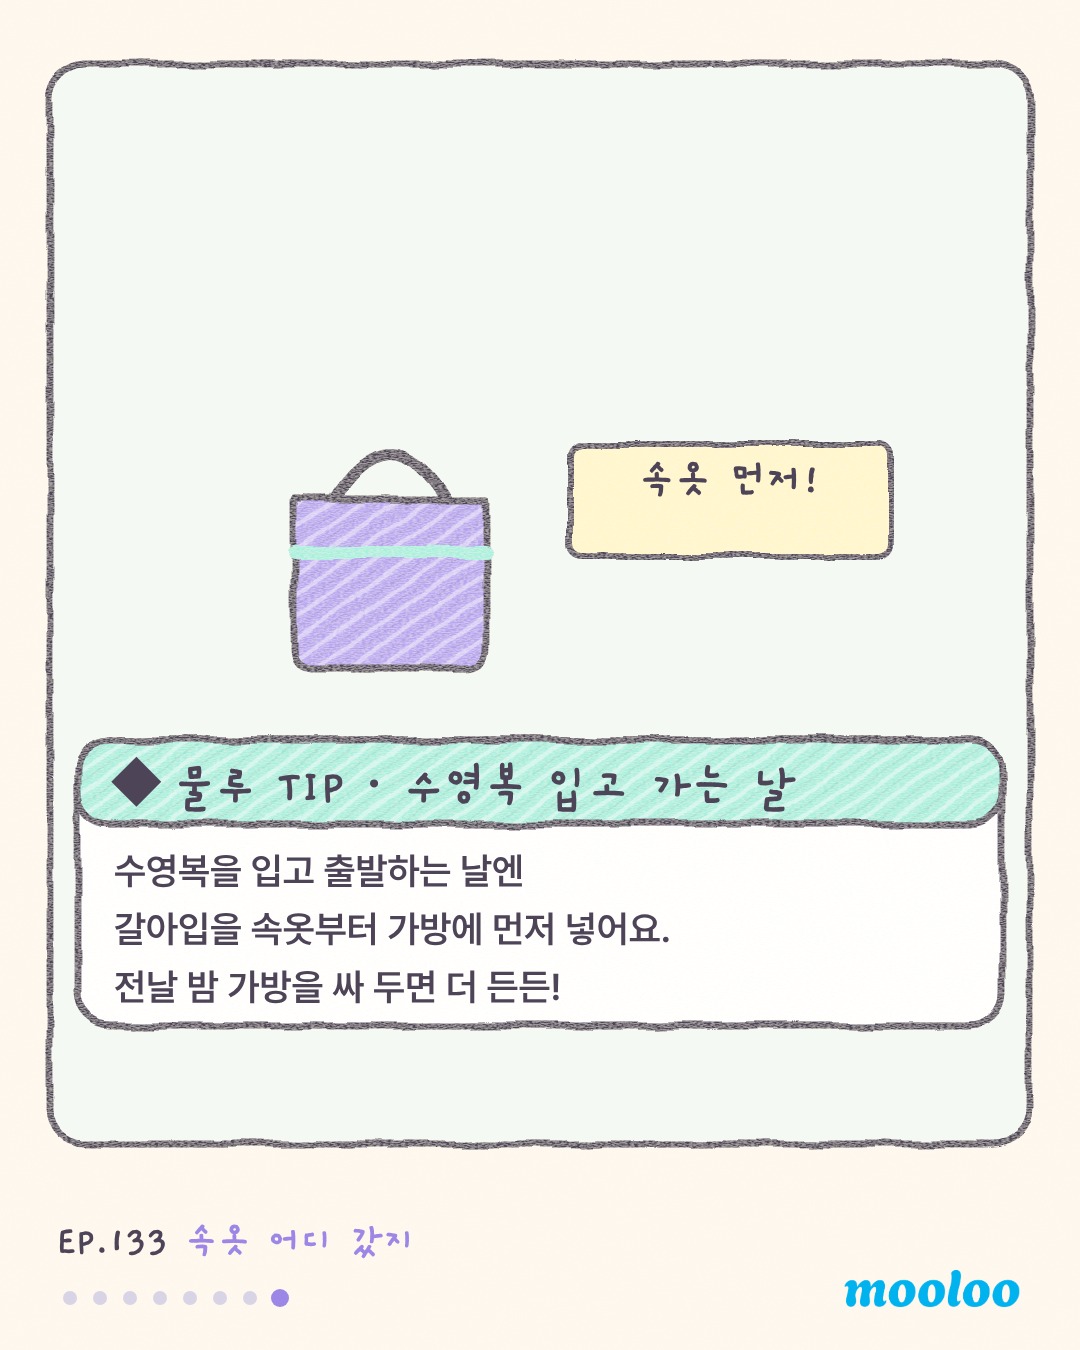 속옷 먼저!
물루 TIP · 수영복 입고 가는 날
수영복을 입고 출발하는 날엔
갈아입을 속옷부터 가방에 먼저 넣어요.
전날 밤 가방을 싸 두면 더 든든!
EP.133 속옷 어디 갔지
mooloo